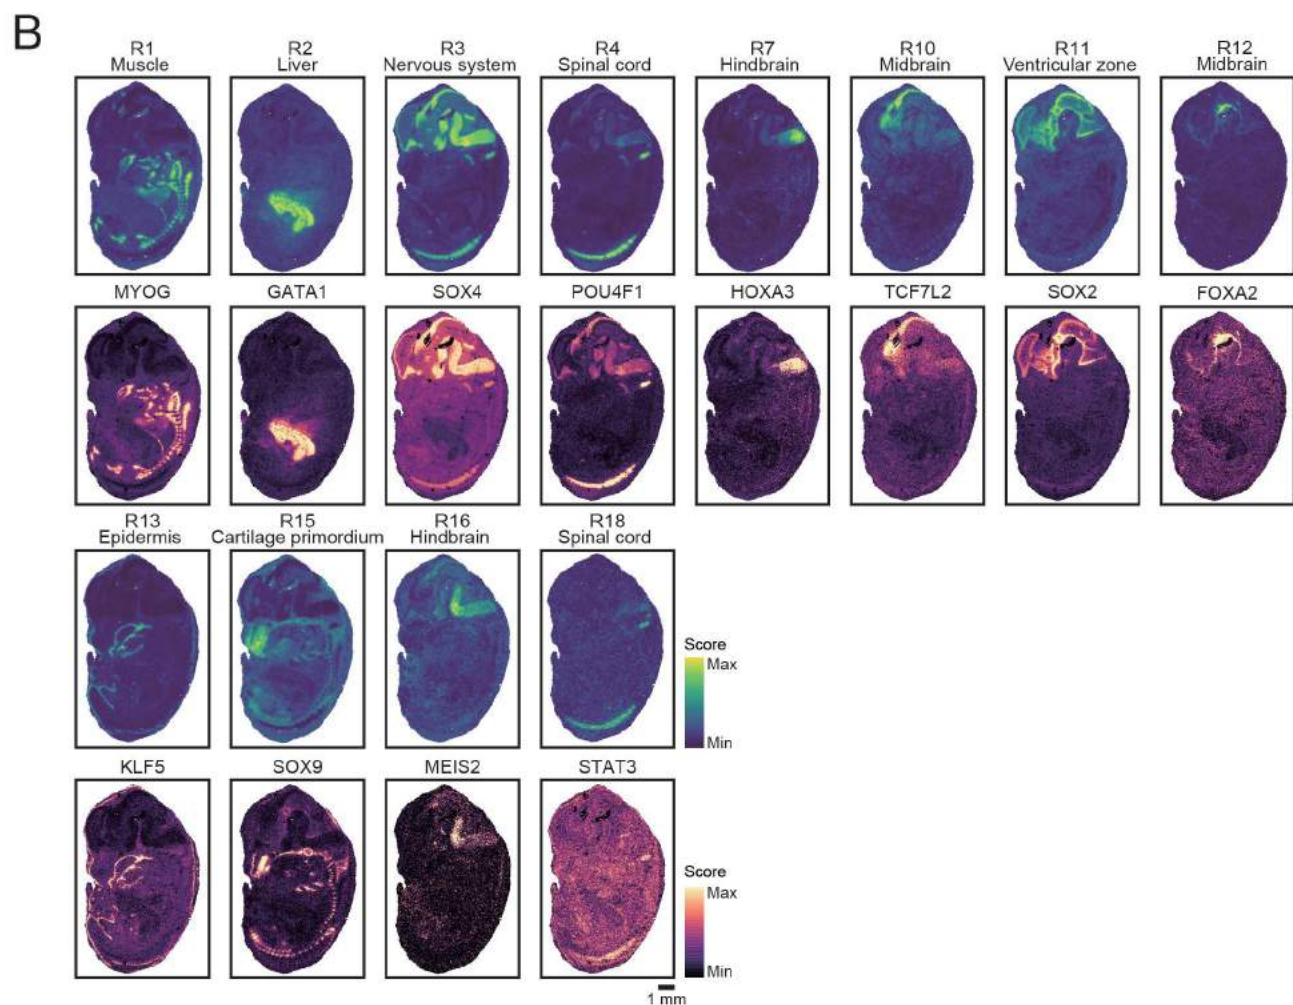 B
R1 R2 R3 R4 R7 R10 R11 R12
Muscle Liver Nervous system Spinal cord Hindbrain Midbrain Ventricular zone Midbrain
MYOG GATA1 SOX4 POU4F1 HOXA3 TCF7L2 SOX2 FOXA2
R13 R15 R16 R18
Epidermis Cartilage primordium Hindbrain Spinal cord
Score
Max
Min
KLF5 SOX9 MEIS2 STAT3
Score
Max
Min
1 mm